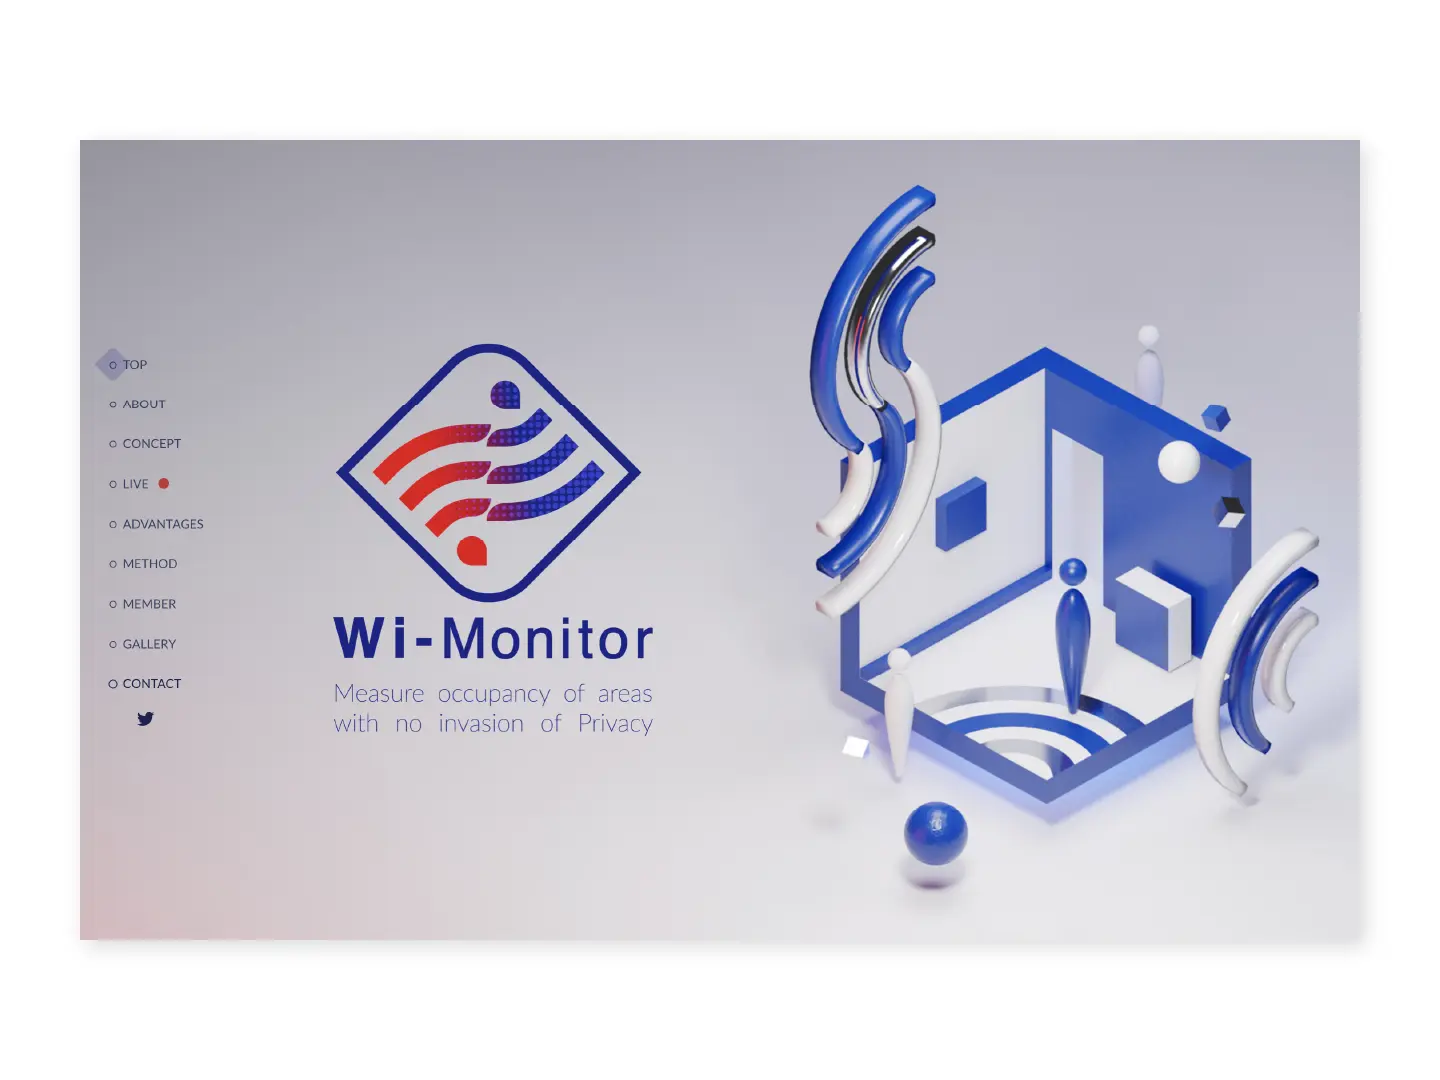 TOP
ABOUT
CONCEPT
LIVE
ADVANTAGES
METHOD
MEMBER
GALLERY
CONTACT
Wi-Monitor
Measure occupancy of areas
with no invasion of Privacy